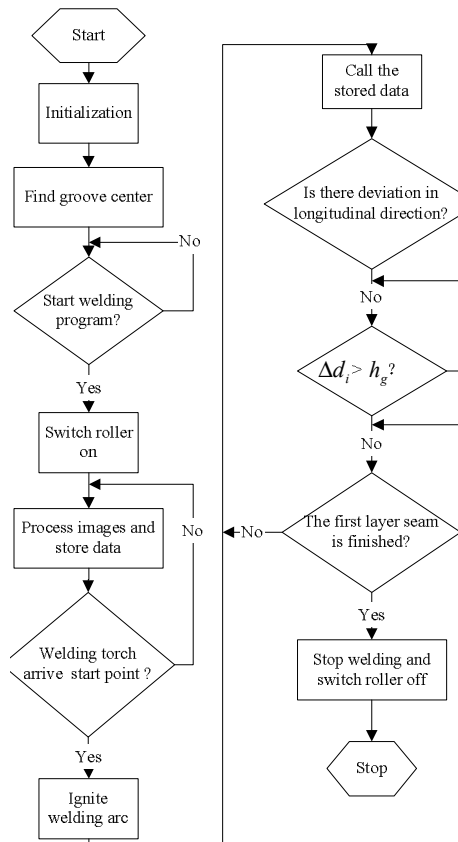 Start
Initialization
Find groove center
No
Start welding
program?
Yes
Switch roller
on
Process images and
store data
No
Welding torch
arrive start point ?
Yes
Ignite
welding arc
Call the
stored data
Is there deviation in
longitudinal direction?
No
Δdᵢ > h_g?
No
The first layer seam
is finished?
No
Yes
Stop welding and
switch roller off
Stop